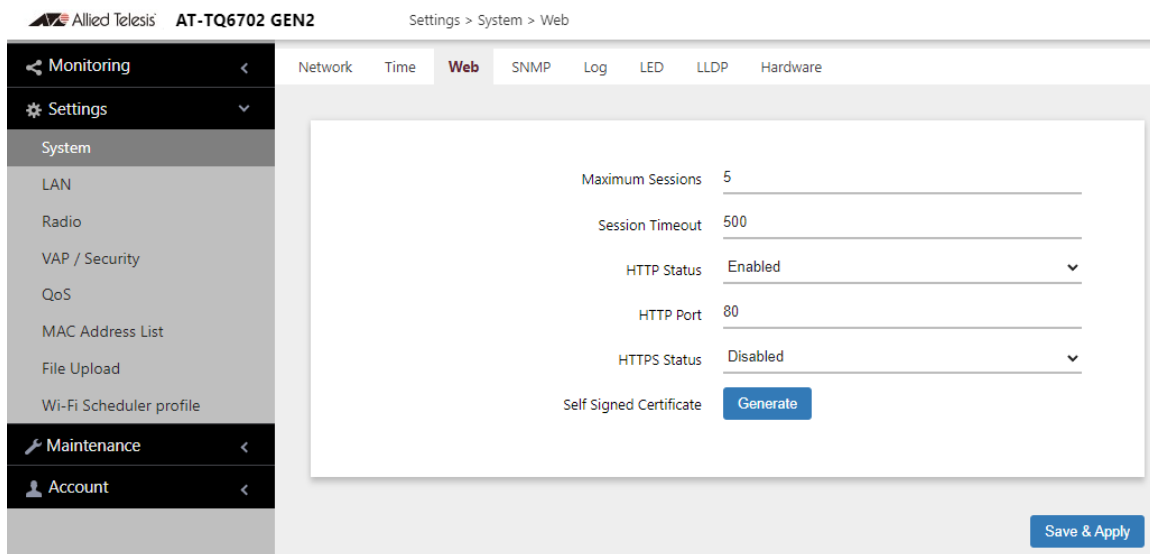 Allied Telesis AT-TQ6702 GEN2 Settings > System > Web
Monitoring
Network Time Web SNMP Log LED LLDP Hardware
Settings
System
LAN
Radio
VAP / Security
QoS
MAC Address List
File Upload
Wi-Fi Scheduler profile
Maintenance
Account
Maximum Sessions 5
Session Timeout 500
HTTP Status Enabled
HTTP Port 80
HTTPS Status Disabled
Self Signed Certificate Generate
Save & Apply